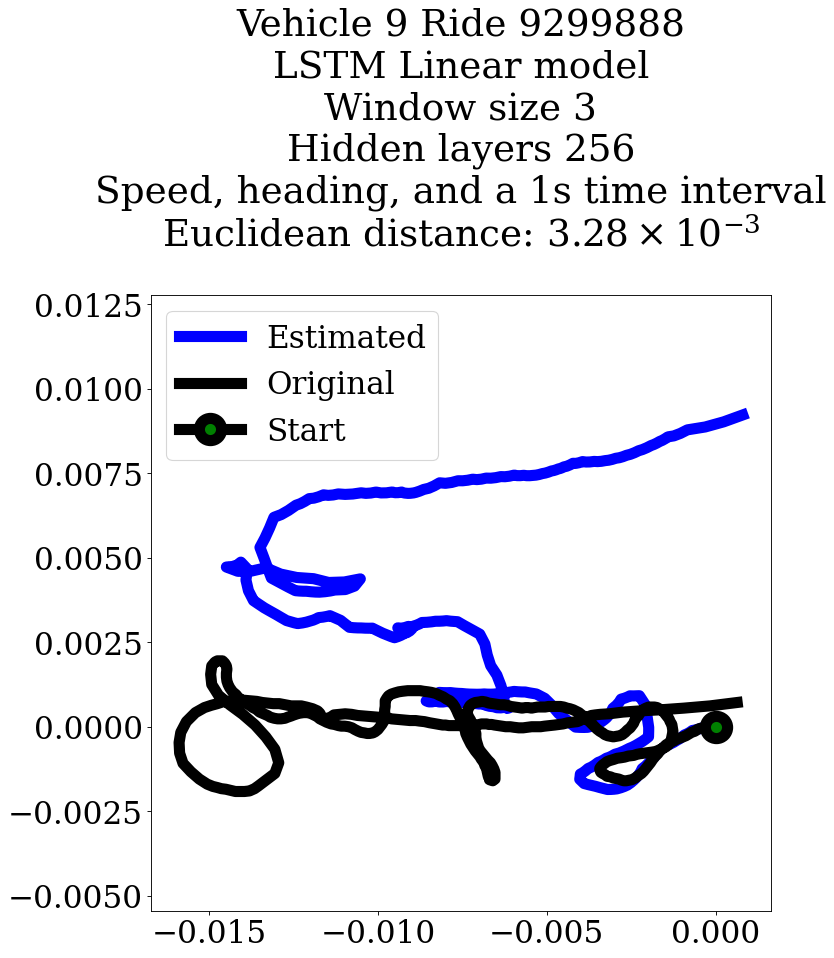 Vehicle 9 Ride 9299888
LSTM Linear model
Window size 3
Hidden layers 256
Speed, heading, and a 1s time interval
Euclidean distance: 3.28 × 10⁻³
0.0125
0.0100
0.0075
0.0050
0.0025
0.0000
−0.0025
−0.0050
Estimated
Original
Start
−0.015 −0.010 −0.005 0.000